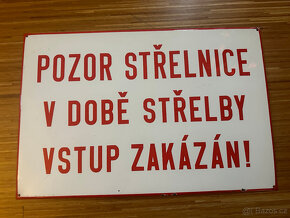 POZOR STŘELNICE
V DOBĚ STŘELBY
VSTUP ZAKÁZÁN!